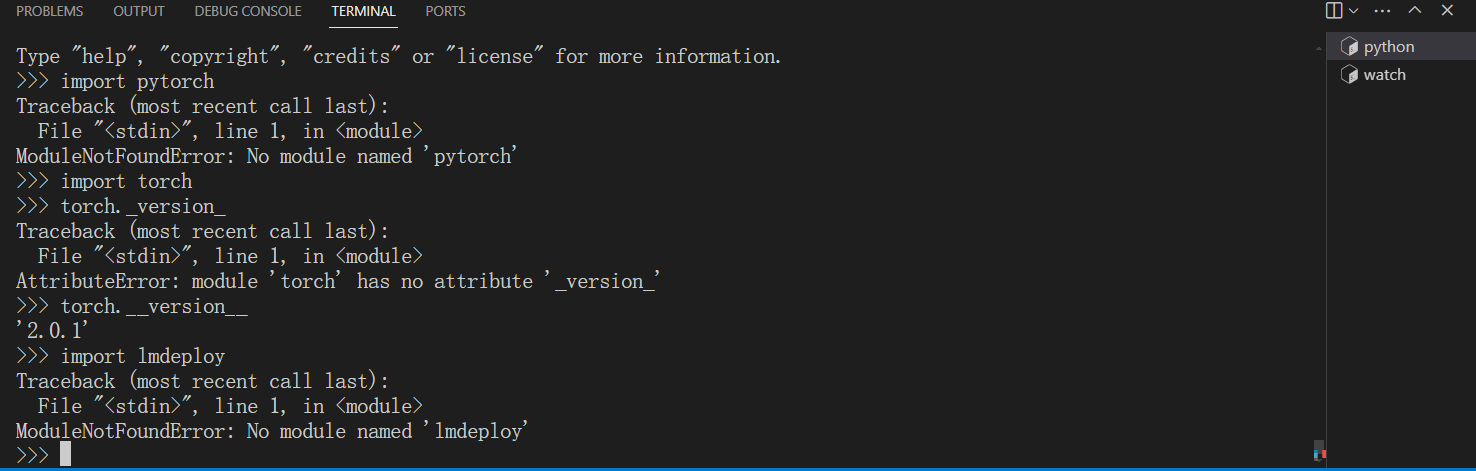 PROBLEMS OUTPUT DEBUG CONSOLE TERMINAL PORTS
Type "help", "copyright", "credits" or "license" for more information.
>>> import pytorch
Traceback (most recent call last):
  File "<stdin>", line 1, in <module>
ModuleNotFoundError: No module named 'pytorch'
>>> import torch
>>> torch._version_
Traceback (most recent call last):
  File "<stdin>", line 1, in <module>
AttributeError: module 'torch' has no attribute '_version_'
>>> torch.__version__
'2.0.1'
>>> import lmdeploy
Traceback (most recent call last):
  File "<stdin>", line 1, in <module>
ModuleNotFoundError: No module named 'lmdeploy'
>>>
python
watch